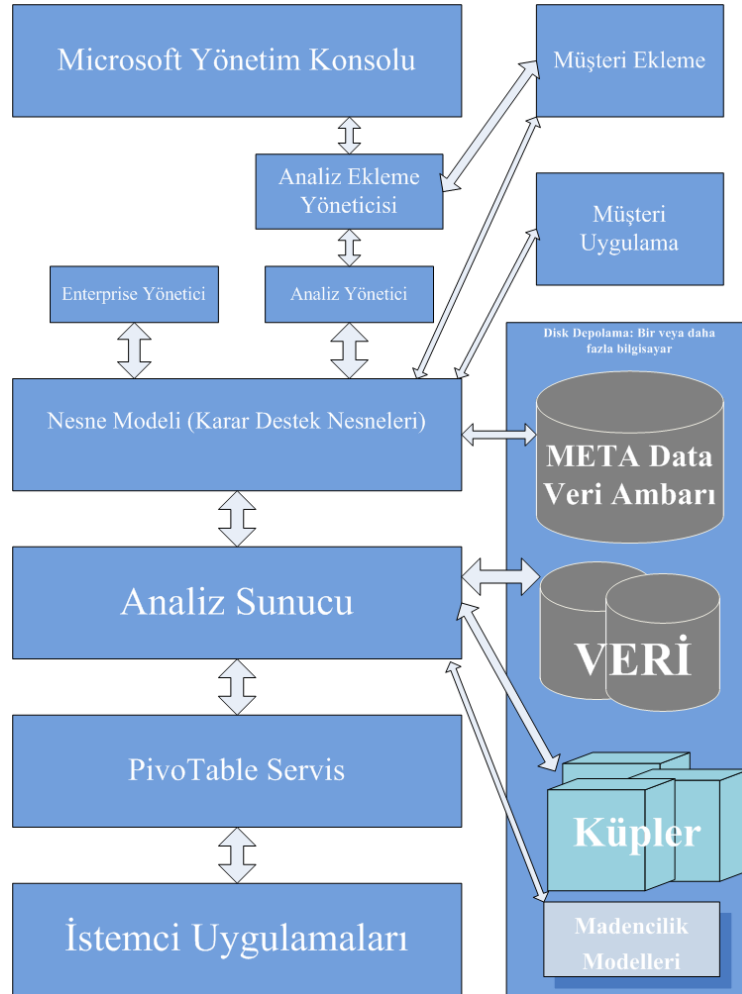 Microsoft Yönetim Konsolu
Müşteri Ekleme
Analiz Ekleme
Yöneticisi
Müşteri
Uygulama
Enterprise Yönetici
Analiz Yönetici
Disk Depolama: Bir veya daha
fazla bilgisayar
Nesne Modeli (Karar Destek Nesneleri)
META Data
Veri Ambarı
Analiz Sunucu
VERİ
PivoTable Servis
Küpler
İstemci Uygulamaları
Madencilik
Modelleri